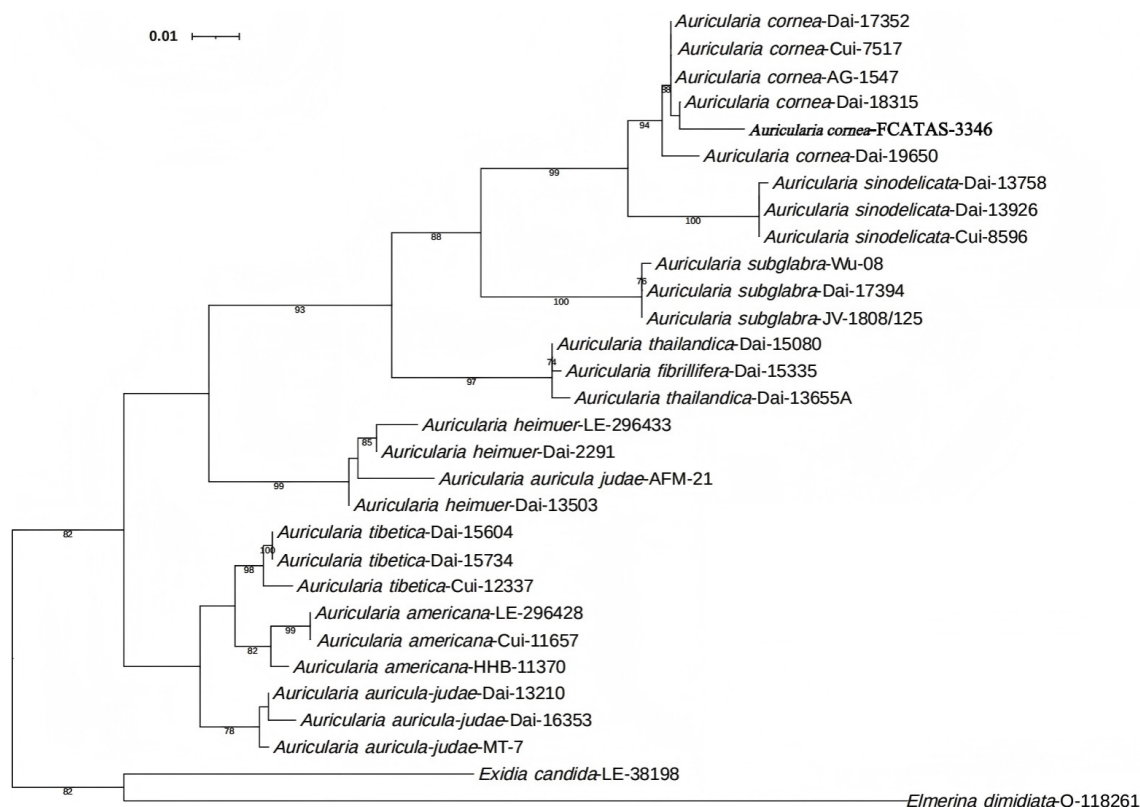 Auricularia cornea-Dai-17352
0.01
Auricularia cornea-Cui-7517
Auricularia cornea-AG-1547
88
Auricularia cornea-Dai-18315
94
Auricularia cornea-FCATAS-3346
Auricularia cornea-Dai-19650
99
Auricularia sinodelicata-Dai-13758
Auricularia sinodelicata-Dai-13926
100
88
Auricularia sinodelicata-Cui-8596
Auricularia subglabra-Wu-08
76
Auricularia subglabra-Dai-17394
100
93
Auricularia subglabra-JV-1808/125
Auricularia thailandica-Dai-15080
74
Auricularia fibrillifera-Dai-15335
97
Auricularia thailandica-Dai-13655A
Auricularia heimuer-LE-296433
85
Auricularia heimuer-Dai-2291
Auricularia auricula judae-AFM-21
99
Auricularia heimuer-Dai-13503
82
Auricularia tibetica-Dai-15604
100
Auricularia tibetica-Dai-15734
98
Auricularia tibetica-Cui-12337
Auricularia americana-LE-296428
99
Auricularia americana-Cui-11657
82
Auricularia americana-HHB-11370
Auricularia auricula-judae-Dai-13210
Auricularia auricula-judae-Dai-16353
78
Auricularia auricula-judae-MT-7
Exidia candida-LE-38198
82
Elmerina dimidiata-O-118261